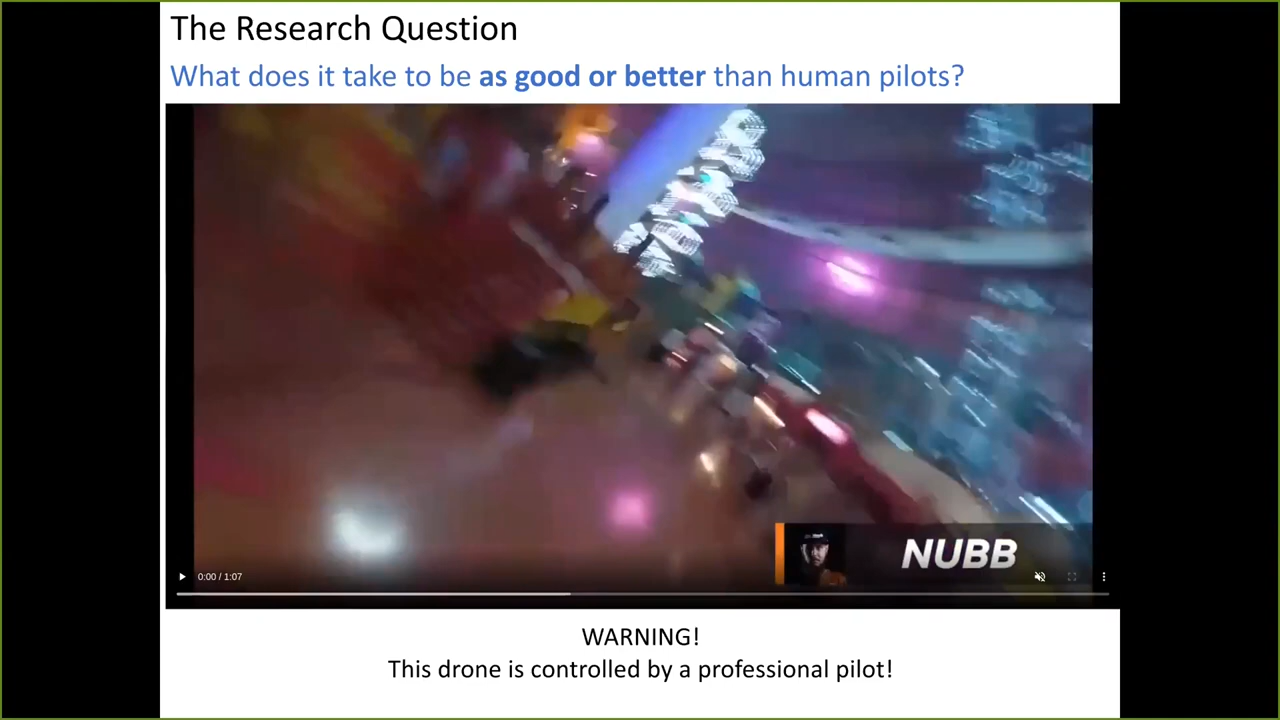 The Research Question
What does it take to be as good or better than human pilots?
NUBB
0:00 / 1:07
WARNING!
This drone is controlled by a professional pilot!